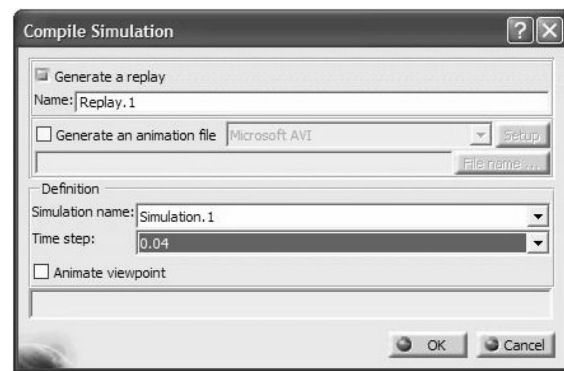 Compile Simulation
Generate a replay
Name: Replay.1
Generate an animation file Microsoft AVI Setup
File name ...
Definition
Simulation name: Simulation.1
Time step: 0.04
Animate viewpoint
OK Cancel